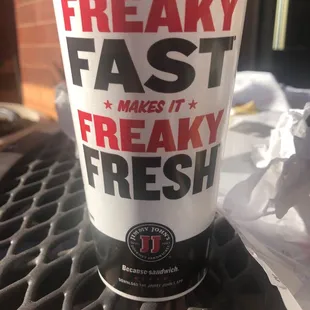 FREAKY
FAST
★ MAKES IT ★
FREAKY
FRESH
JIMMY JOHN'S
JJ
Because sandwich